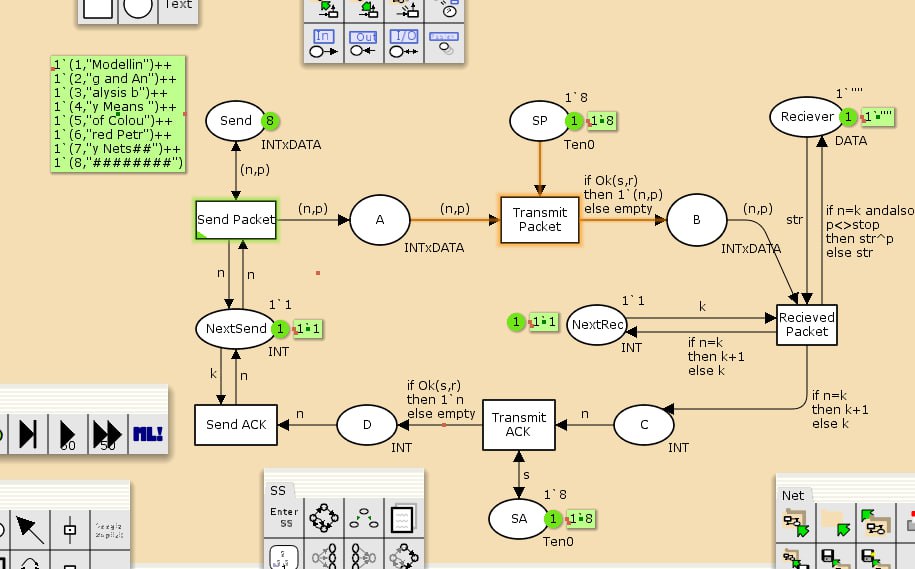 Text
In
Out
I/O
1`(1,"Modellin")++
1`(2,"g and An")++
1`(3,"alysis b")++
1`(4,"y Means ")++
1`(5,"of Colou")++
1`(6,"red Petr")++
1`(7,"y Nets##")++
1`(8,"########")
Send
8
INTxDATA
(n,p)
Send Packet
(n,p)
A
INTxDATA
(n,p)
1`8
SP
1
1`8
Ten0
Transmit
Packet
if Ok(s,r)
then 1`(n,p)
else empty
B
INTxDATA
(n,p)
1`""
Reciever
1
1`""
DATA
str
if n=k andalso
p<>stop
then str^p
else str
n
n
1`1
NextSend
1
1`1
INT
1
1`1
1`1
NextRec
INT
k
if n=k
then k+1
else k
Recieved
Packet
k
n
Send ACK
n
D
INT
if Ok(s,r)
then 1`n
else empty
Transmit
ACK
n
C
INT
if n=k
then k+1
else k
s
1`8
SA
1
1`8
Ten0
50
ML!
SS
Enter
SS
Net